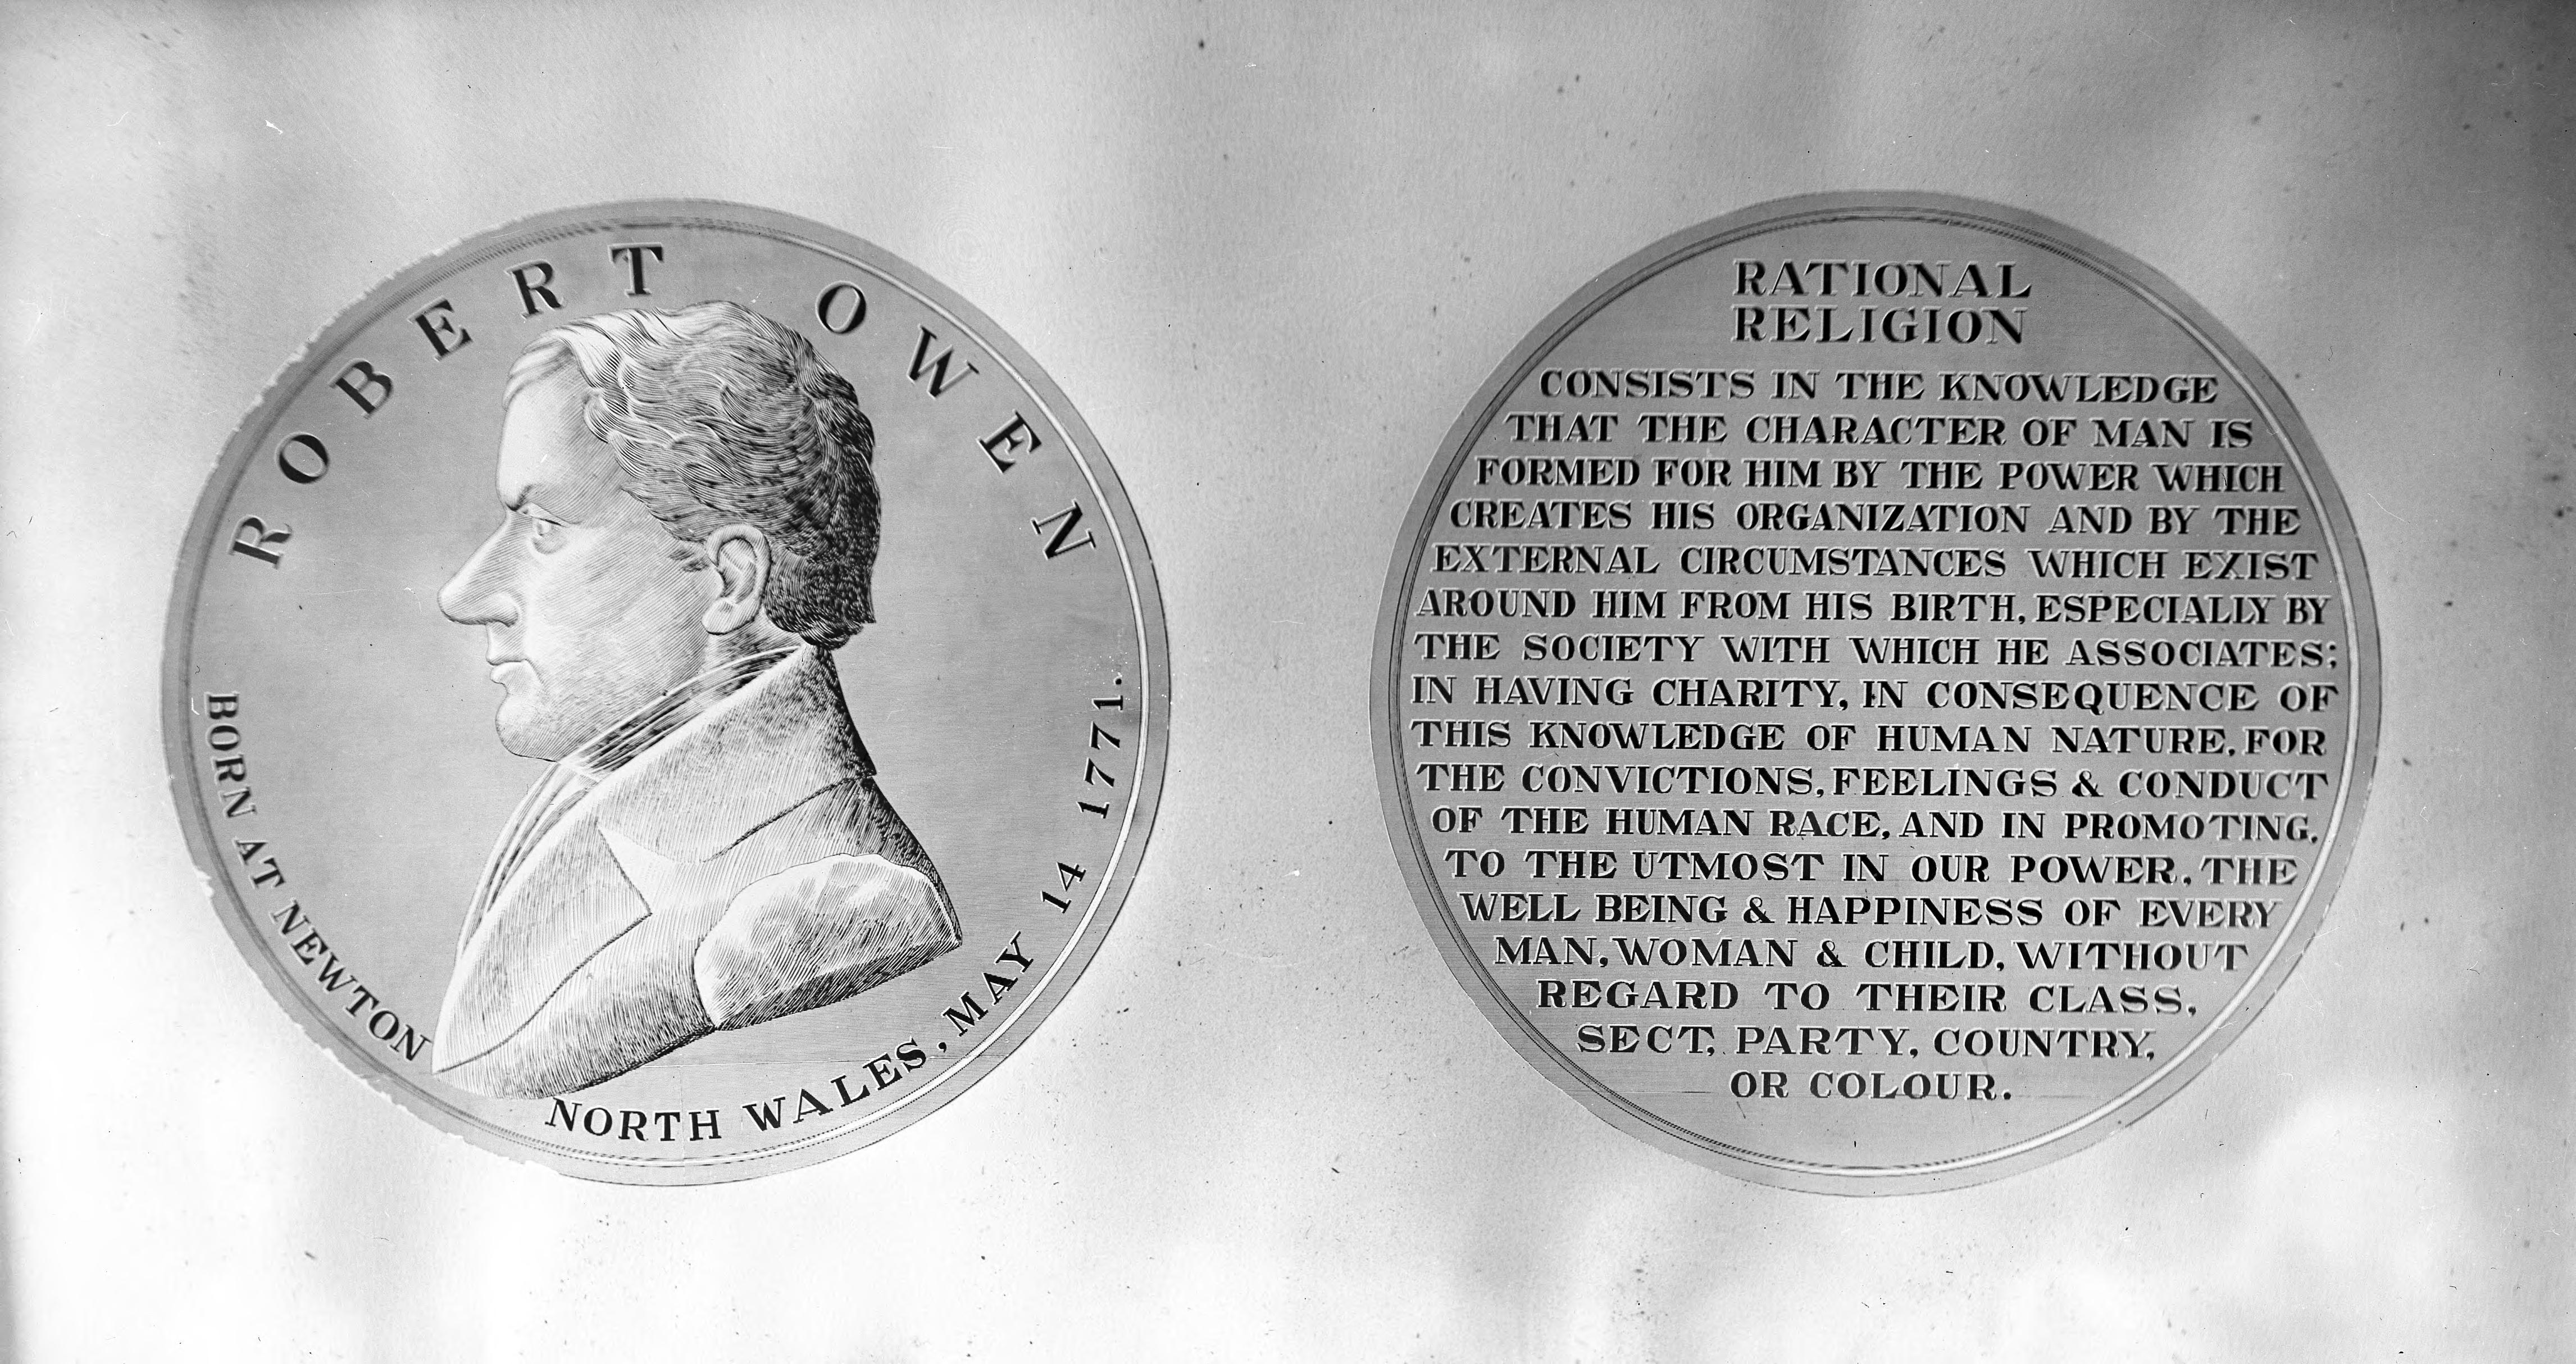 ROBERT OWEN
BORN AT NEWTON NORTH WALES, MAY 14 1771.
RATIONAL
RELIGION
CONSISTS IN THE KNOWLEDGE
THAT THE CHARACTER OF MAN IS
FORMED FOR HIM BY THE POWER WHICH
CREATES HIS ORGANIZATION AND BY THE
EXTERNAL CIRCUMSTANCES WHICH EXIST
AROUND HIM FROM HIS BIRTH, ESPECIALLY BY
THE SOCIETY WITH WHICH HE ASSOCIATES;
IN HAVING CHARITY, IN CONSEQUENCE OF
THIS KNOWLEDGE OF HUMAN NATURE, FOR
THE CONVICTIONS, FEELINGS & CONDUCT
OF THE HUMAN RACE, AND IN PROMOTING,
TO THE UTMOST IN OUR POWER, THE
WELL BEING & HAPPINESS OF EVERY
MAN, WOMAN & CHILD, WITHOUT
REGARD TO THEIR CLASS,
SECT, PARTY, COUNTRY,
OR COLOUR.